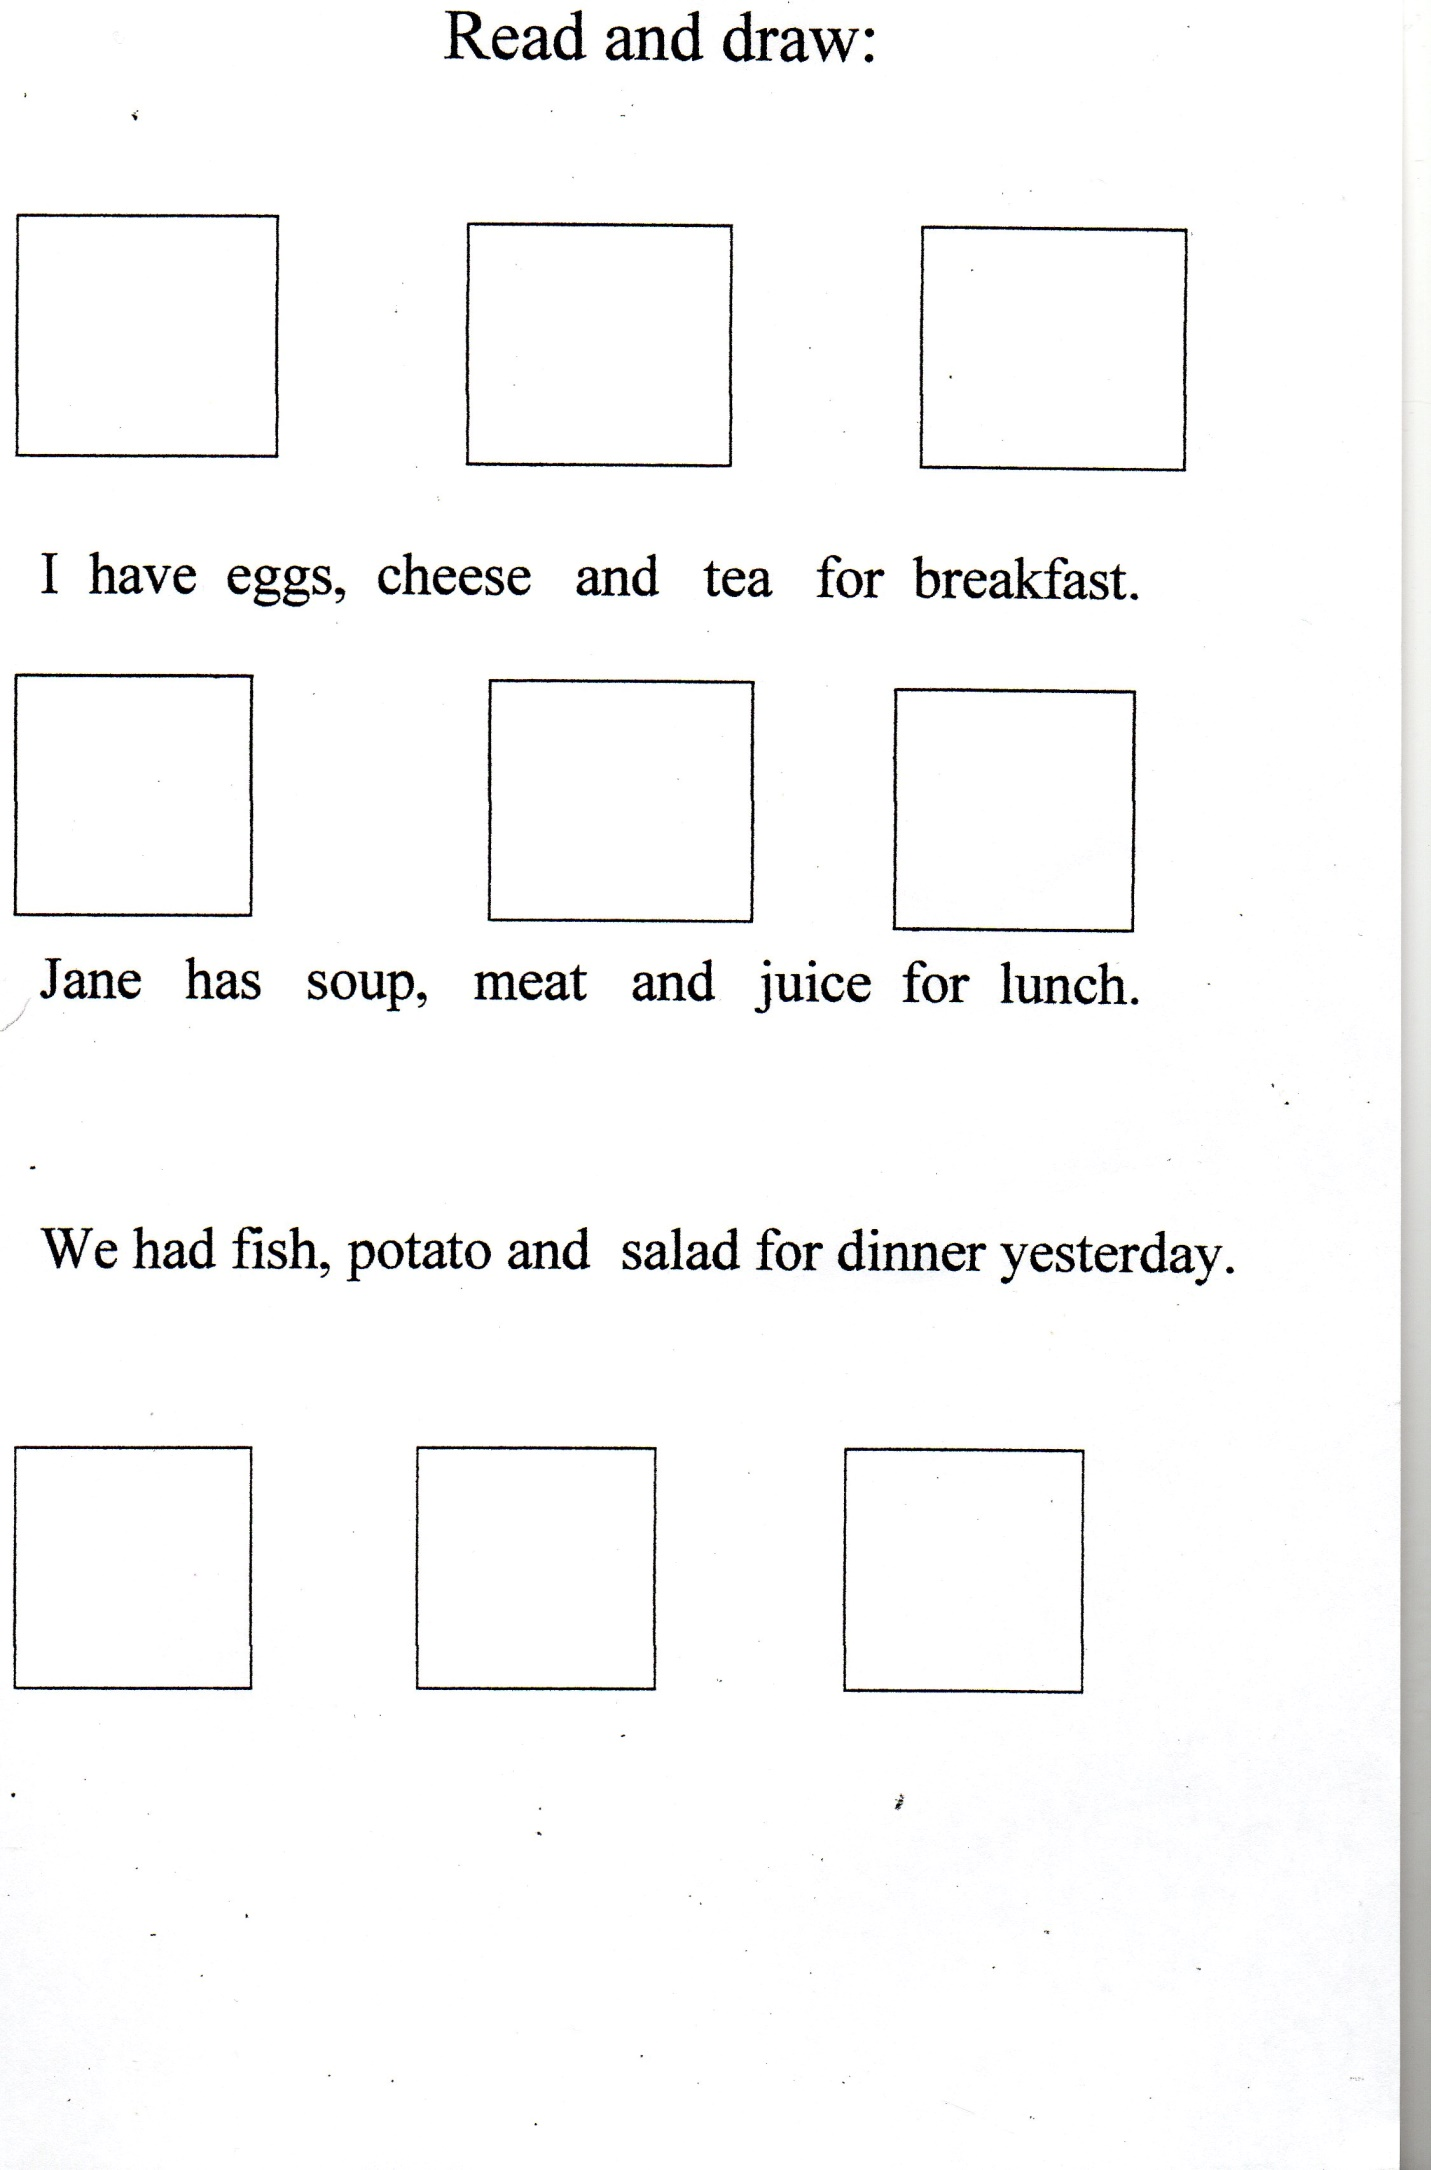 Read and draw:
I have eggs, cheese and tea for breakfast.
Jane has soup, meat and juice for lunch.
We had fish, potato and salad for dinner yesterday.